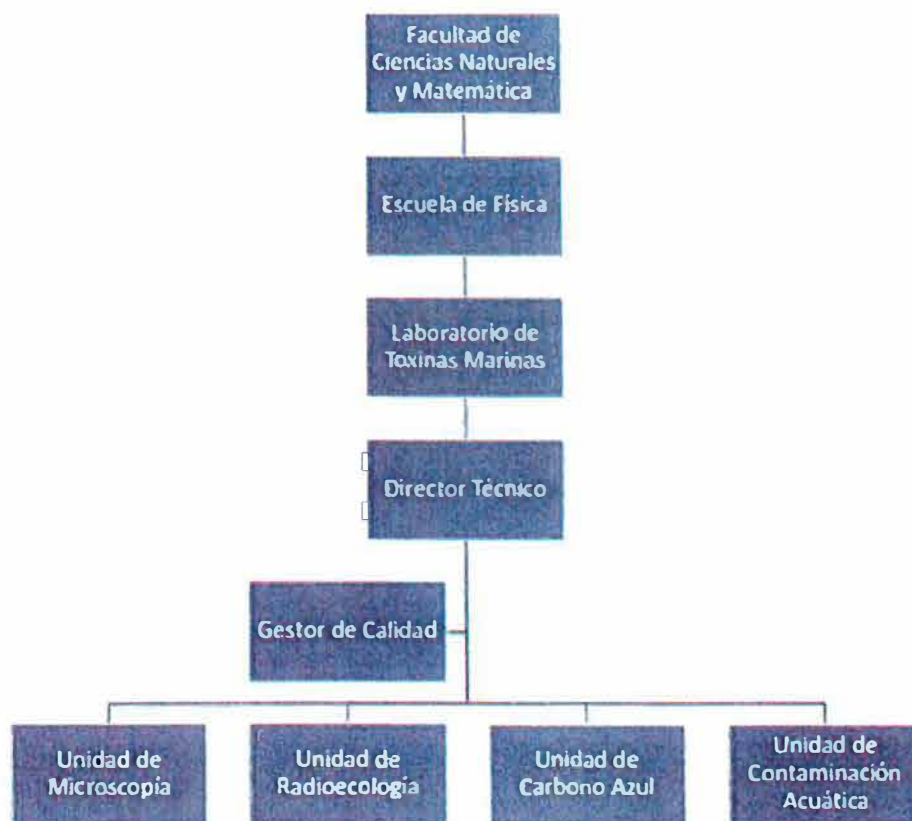 Facultad de
Ciencias Naturales
y Matemática
Escuela de Física
Laboratorio de
Toxinas Marinas
Director Técnico
Gestor de Calidad
Unidad de
Microscopía
Unidad de
Radioecología
Unidad de
Carbono Azul
Unidad de
Contaminación
Acuática